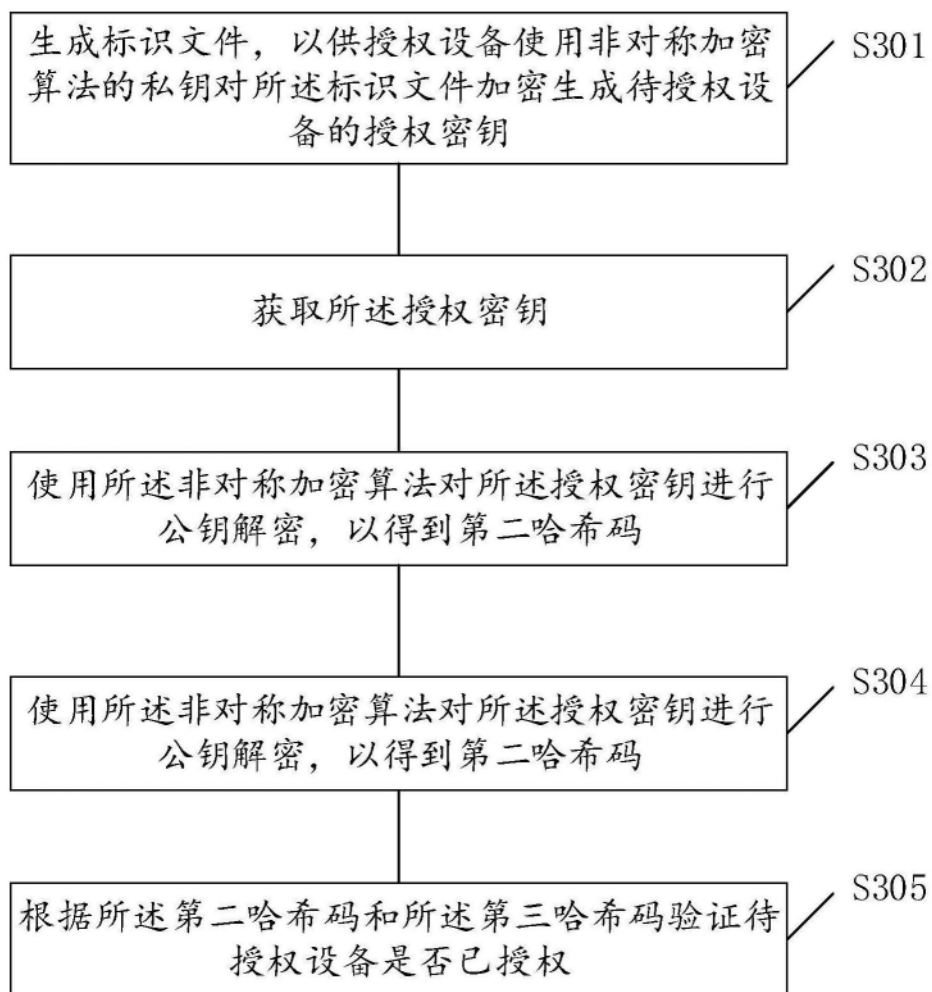 生成标识文件，以供授权设备使用非对称加密
算法的私钥对所述标识文件加密生成待授权设
备的授权密钥
S301
获取所述授权密钥
S302
使用所述非对称加密算法对所述授权密钥进行
公钥解密，以得到第二哈希码
S303
使用所述非对称加密算法对所述授权密钥进行
公钥解密，以得到第二哈希码
S304
根据所述第二哈希码和所述第三哈希码验证待
授权设备是否已授权
S305